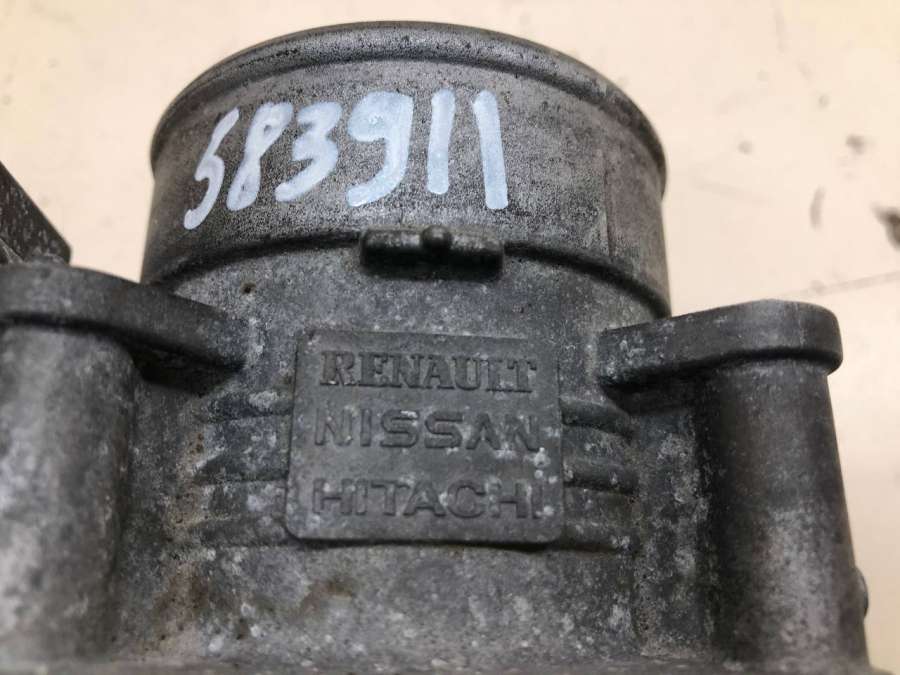 583911
RENAULT
NISSAN
HITACHI